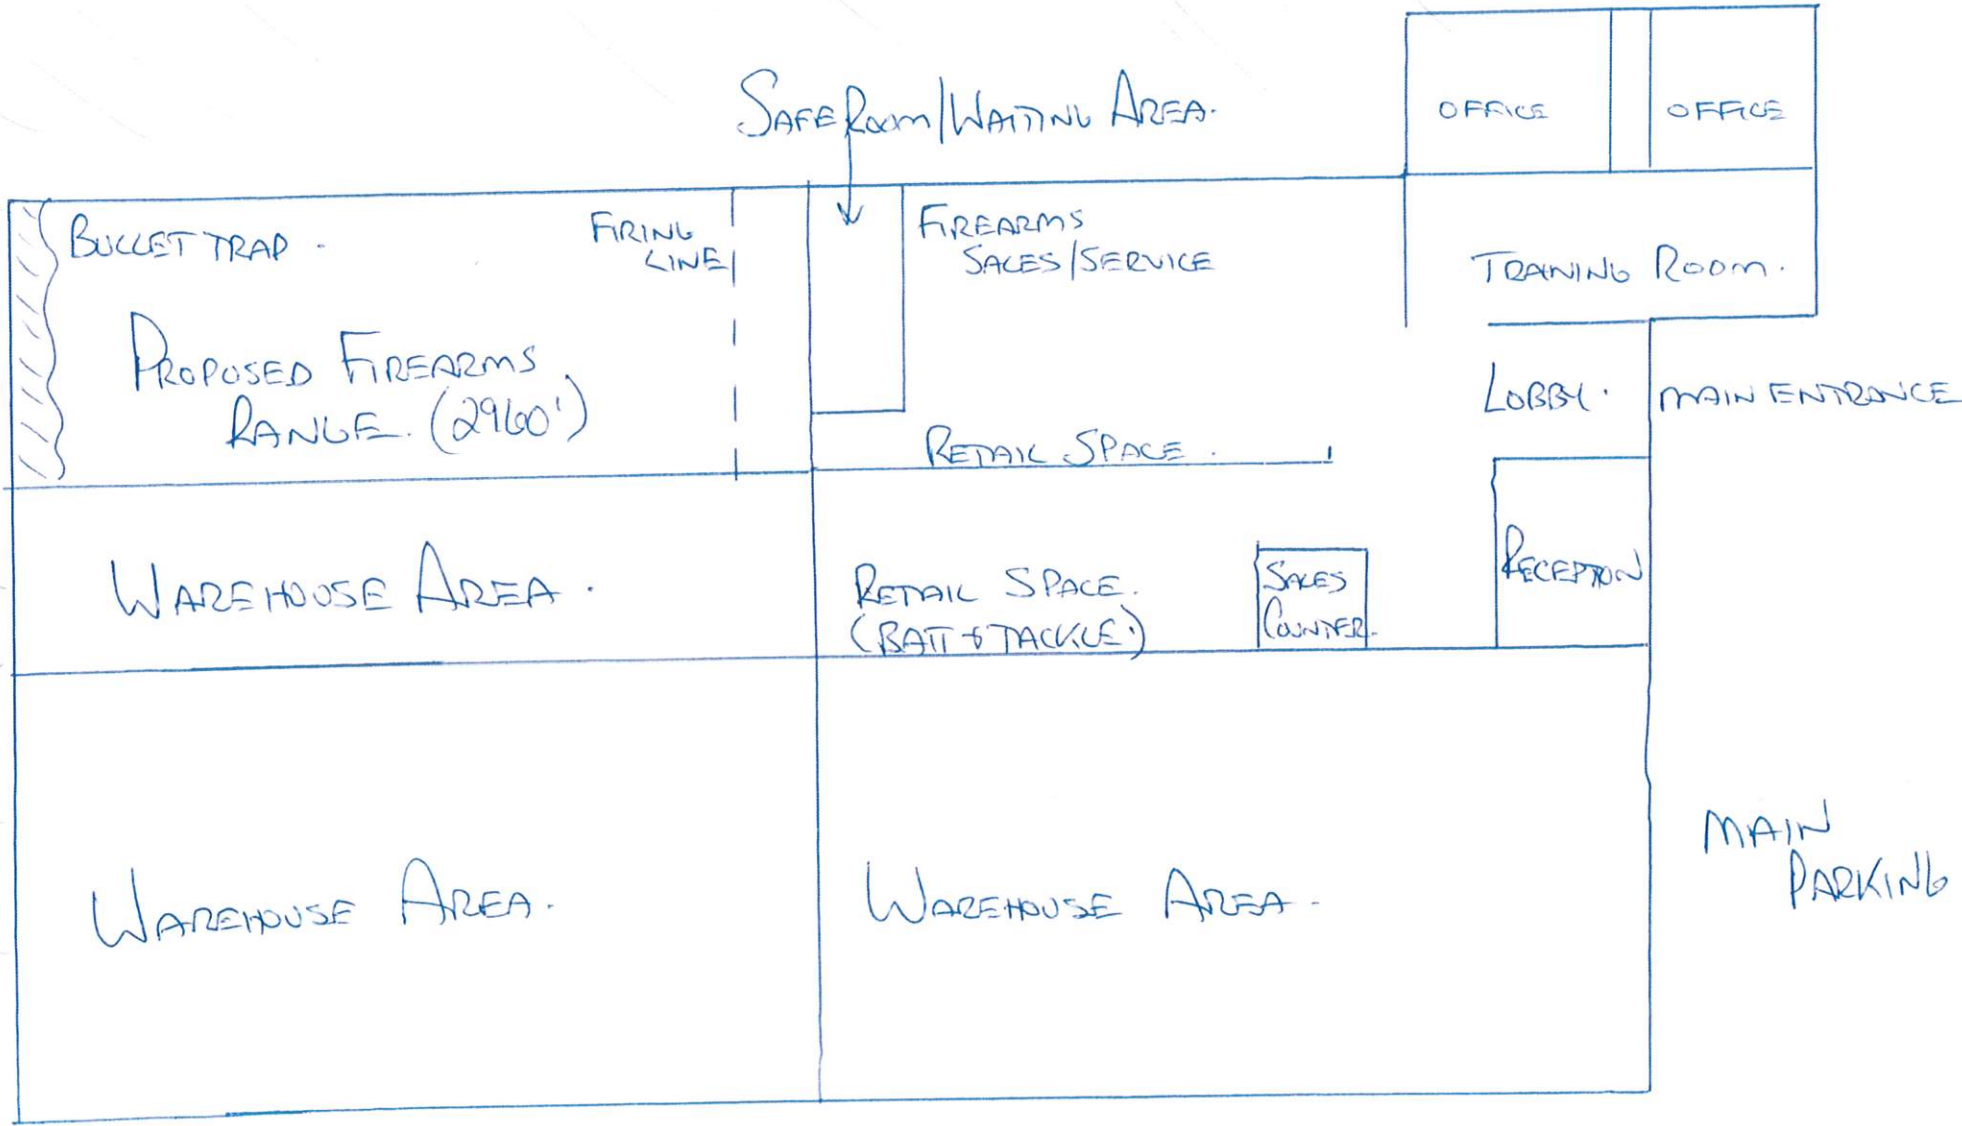 SAFE ROOM/WAITING AREA.
OFFICE
OFFICE
BULLET TRAP.
FIRING
LINE
FIREARMS
SALES/SERVICE
TRAINING ROOM.
PROPOSED FIREARMS
RANGE. (2960')
LOBBY.
MAIN ENTRANCE
RETAIL SPACE.
WAREHOUSE AREA.
RETAIL SPACE.
(BAIT & TACKLE.)
SALES
COUNTER.
RECEPTION
WAREHOUSE AREA.
WAREHOUSE AREA.
MAIN
PARKING